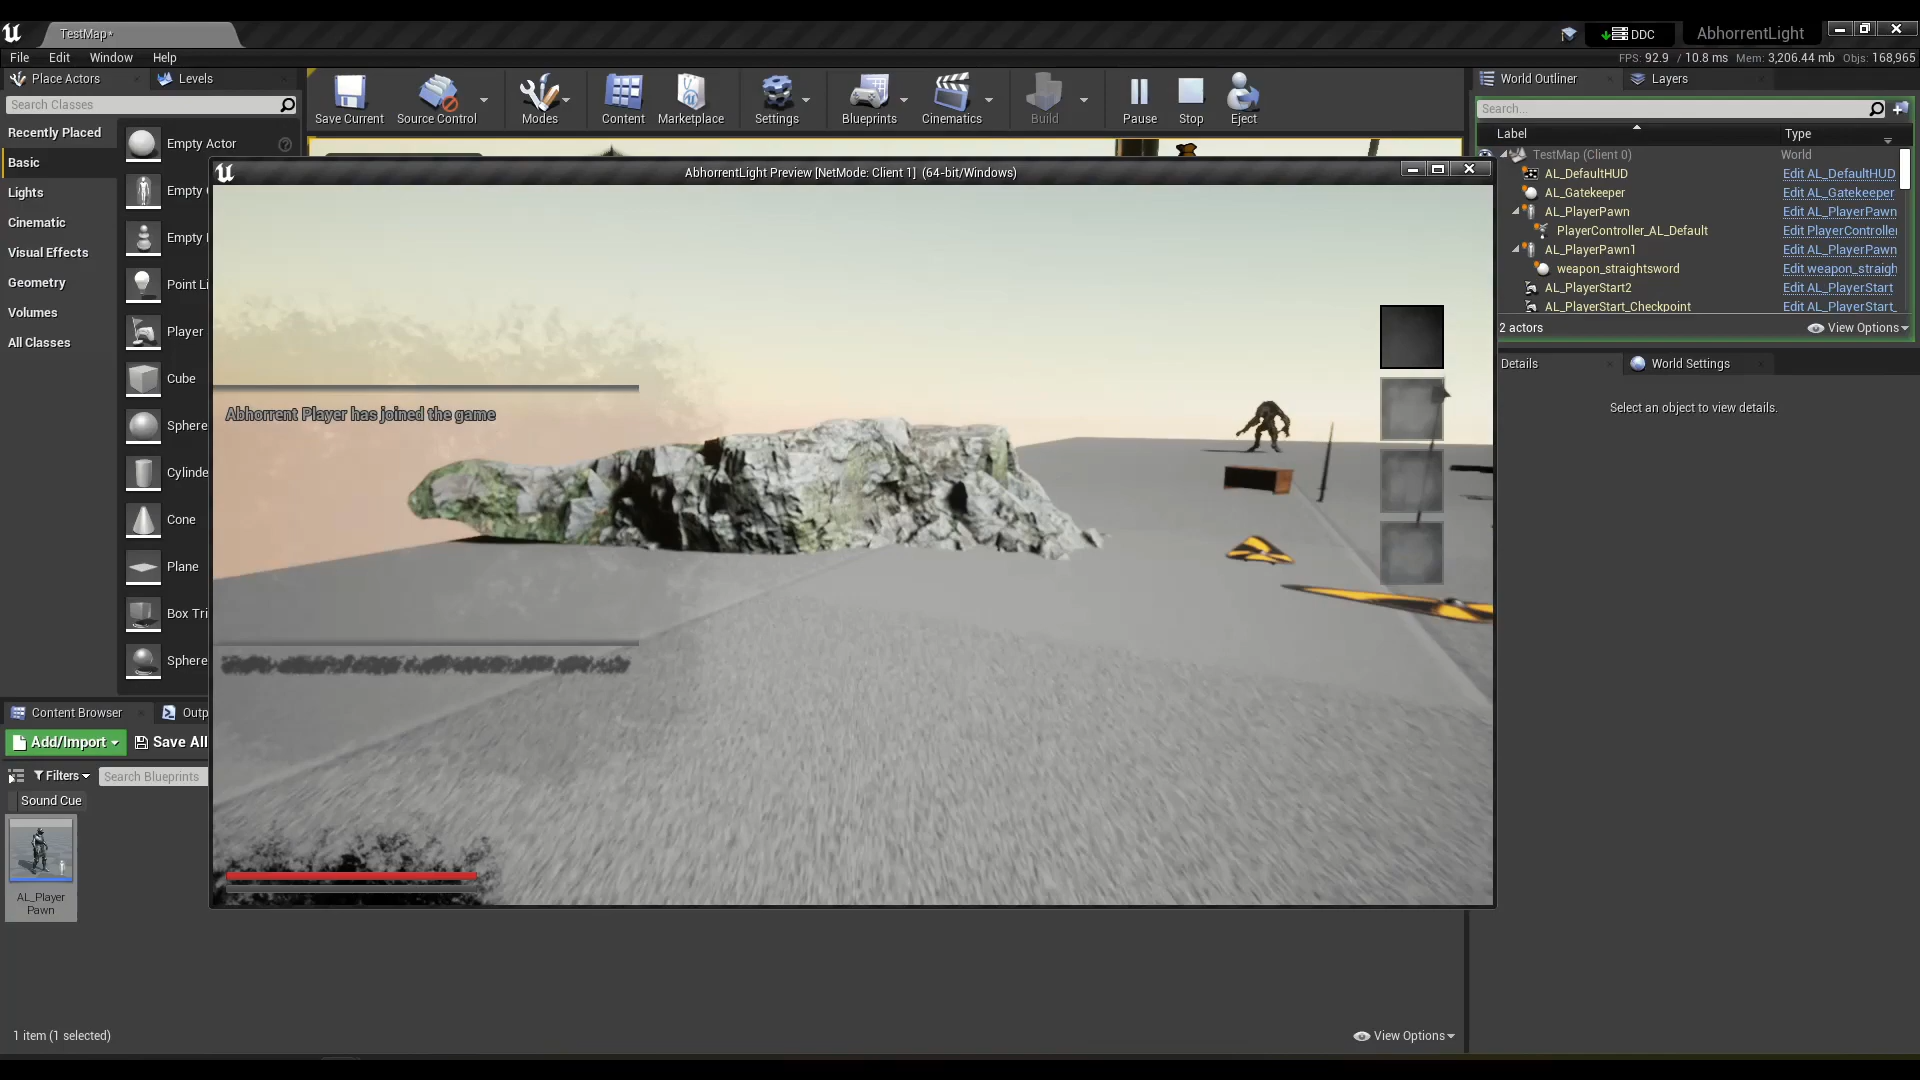 TestMap*
DDC
AbhorrentLight
File Edit Window Help
FPS: 92.9 / 10.8 ms Mem: 3,206.44 mb Objs: 168,965
Place Actors
Levels
Search Classes
Recently Placed
Basic
Lights
Cinematic
Visual Effects
Geometry
Volumes
All Classes
Empty Actor
Empty
Empty
Point Li
Player
Cube
Sphere
Cylinde
Cone
Plane
Box Tri
Sphere
Save Current
Source Control
Modes
Content
Marketplace
Settings
Blueprints
Cinematics
Build
Pause
Stop
Eject
AbhorrentLight Preview [NetMode: Client 1] (64-bit/Windows)
Abhorrent Player has joined the game
World Outliner
Layers
Search...
Label Type
TestMap (Client 0) World
AL_DefaultHUD Edit AL_DefaultHUD
AL_Gatekeeper Edit AL_Gatekeeper
AL_PlayerPawn Edit AL_PlayerPawn
PlayerController_AL_Default Edit PlayerController
AL_PlayerPawn1 Edit AL_PlayerPawn
weapon_straightsword Edit weapon_straigh
AL_PlayerStart2 Edit AL_PlayerStart
AL_PlayerStart_Checkpoint Edit AL_PlayerStart_
2 actors
View Options
Details
World Settings
Select an object to view details.
Content Browser
Outp
Add/Import
Save All
Filters
Search Blueprints
Sound Cue
AL_Player
Pawn
1 item (1 selected)
View Options